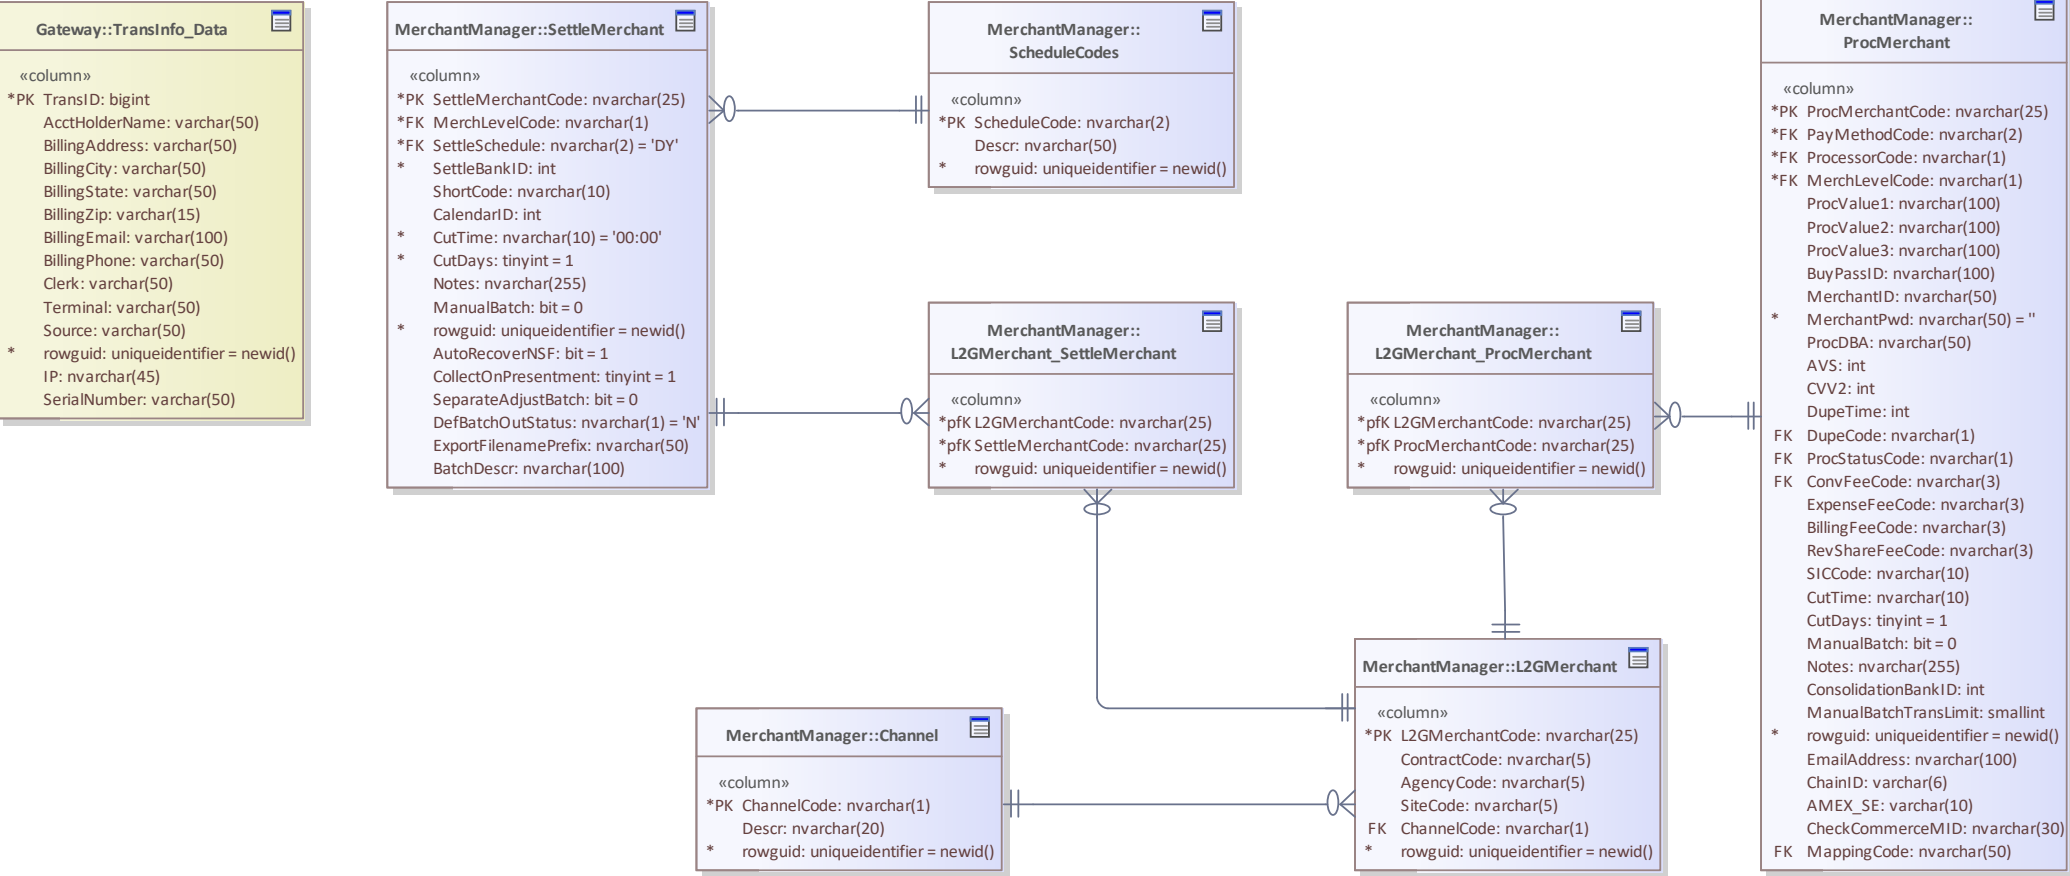 Gateway::TransInfo_Data
«column»
*PK TransID: bigint
AcctHolderName: varchar(50)
BillingAddress: varchar(50)
BillingCity: varchar(50)
BillingState: varchar(50)
BillingZip: varchar(15)
BillingEmail: varchar(100)
BillingPhone: varchar(50)
Clerk: varchar(50)
Terminal: varchar(50)
Source: varchar(50)
* rowguid: uniqueidentifier = newid()
IP: nvarchar(45)
SerialNumber: varchar(50)
MerchantManager::SettleMerchant
«column»
*PK SettleMerchantCode: nvarchar(25)
*FK MerchLevelCode: nvarchar(1)
*FK SettleSchedule: nvarchar(2) = 'DY'
* SettleBankID: int
ShortCode: nvarchar(10)
CalendarID: int
* CutTime: nvarchar(10) = '00:00'
* CutDays: tinyint = 1
Notes: nvarchar(255)
ManualBatch: bit = 0
* rowguid: uniqueidentifier = newid()
AutoRecoverNSF: bit = 1
CollectOnPresentment: tinyint = 1
SeparateAdjustBatch: bit = 0
DefBatchOutStatus: nvarchar(1) = 'N'
ExportFilenamePrefix: nvarchar(50)
BatchDescr: nvarchar(100)
MerchantManager::
ScheduleCodes
«column»
*PK ScheduleCode: nvarchar(2)
Descr: nvarchar(50)
* rowguid: uniqueidentifier = newid()
MerchantManager::
L2GMerchant_SettleMerchant
«column»
*pfK L2GMerchantCode: nvarchar(25)
*pfK SettleMerchantCode: nvarchar(25)
* rowguid: uniqueidentifier = newid()
MerchantManager::
L2GMerchant_ProcMerchant
«column»
*pfK L2GMerchantCode: nvarchar(25)
*pfK ProcMerchantCode: nvarchar(25)
* rowguid: uniqueidentifier = newid()
MerchantManager::
ProcMerchant
«column»
*PK ProcMerchantCode: nvarchar(25)
*FK PayMethodCode: nvarchar(2)
*FK ProcessorCode: nvarchar(1)
*FK MerchLevelCode: nvarchar(1)
ProcValue1: nvarchar(100)
ProcValue2: nvarchar(100)
ProcValue3: nvarchar(100)
BuyPassID: nvarchar(100)
MerchantID: nvarchar(50)
* MerchantPwd: nvarchar(50) = ''
ProcDBA: nvarchar(50)
AVS: int
CVV2: int
DupeTime: int
FK DupeCode: nvarchar(1)
FK ProcStatusCode: nvarchar(1)
FK ConvFeeCode: nvarchar(3)
ExpenseFeeCode: nvarchar(3)
BillingFeeCode: nvarchar(3)
RevShareFeeCode: nvarchar(3)
SICCode: nvarchar(10)
CutTime: nvarchar(10)
CutDays: tinyint = 1
ManualBatch: bit = 0
Notes: nvarchar(255)
ConsolidationBankID: int
ManualBatchTransLimit: smallint
* rowguid: uniqueidentifier = newid()
EmailAddress: nvarchar(100)
ChainID: varchar(6)
AMEX_SE: varchar(10)
CheckCommerceMID: nvarchar(30)
FK MappingCode: nvarchar(50)
MerchantManager::Channel
«column»
*PK ChannelCode: nvarchar(1)
Descr: nvarchar(20)
* rowguid: uniqueidentifier = newid()
MerchantManager::L2GMerchant
«column»
*PK L2GMerchantCode: nvarchar(25)
ContractCode: nvarchar(5)
AgencyCode: nvarchar(5)
SiteCode: nvarchar(5)
FK ChannelCode: nvarchar(1)
* rowguid: uniqueidentifier = newid()